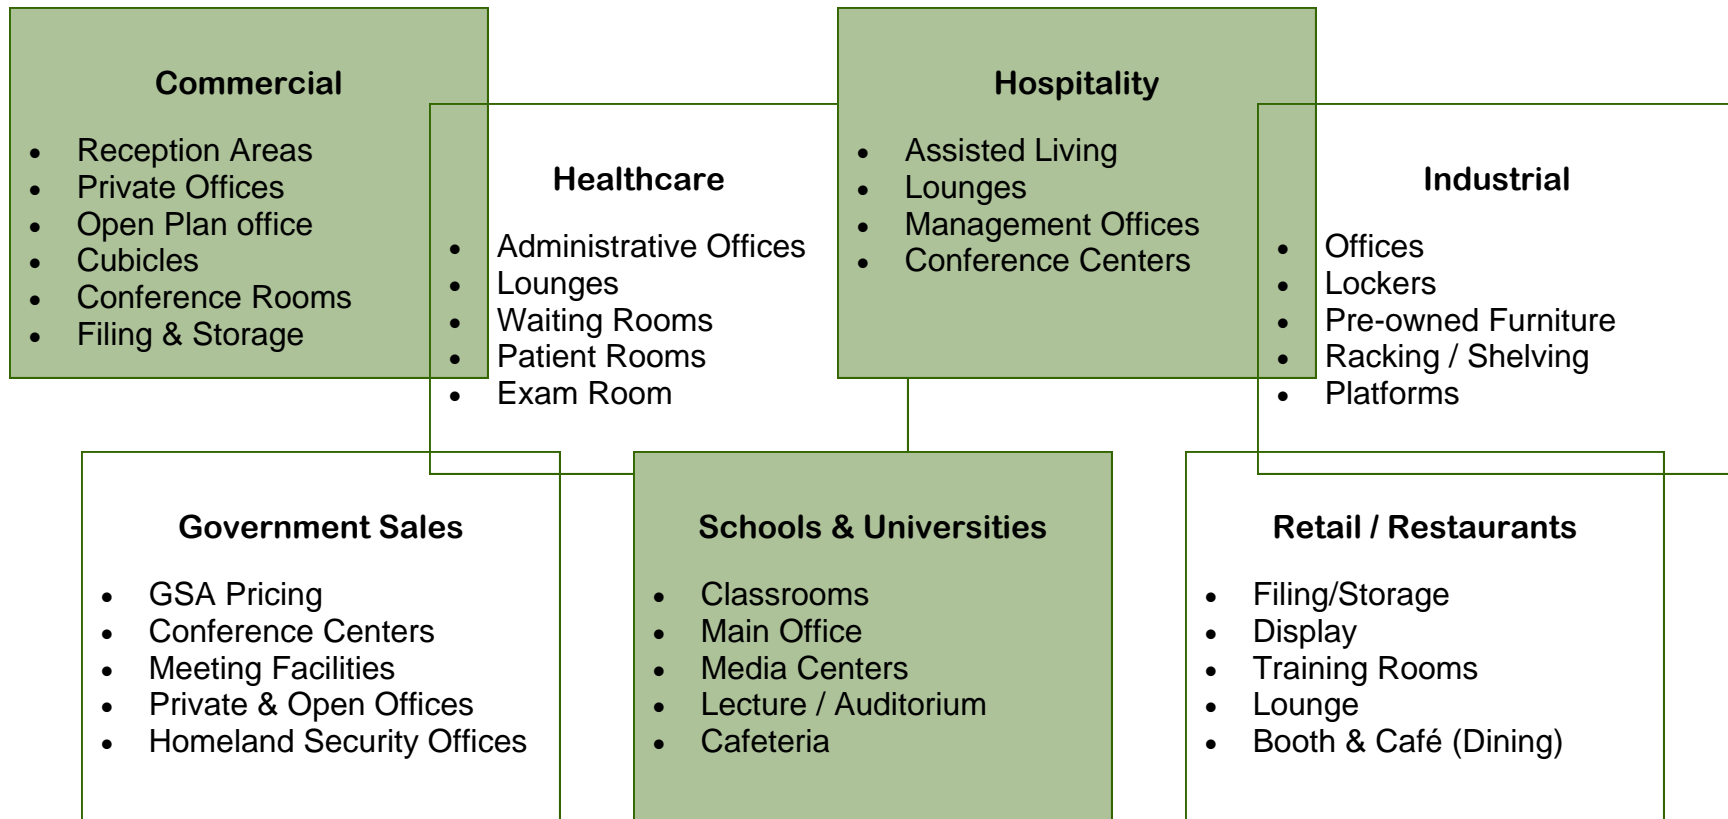 Commercial
Reception Areas
Private Offices
Open Plan office
Cubicles
Conference Rooms
Filing & Storage
Healthcare
Administrative Offices
Lounges
Waiting Rooms
Patient Rooms
Exam Room
Hospitality
Assisted Living
Lounges
Management Offices
Conference Centers
Industrial
Offices
Lockers
Pre-owned Furniture
Racking / Shelving
Platforms
Government Sales
GSA Pricing
Conference Centers
Meeting Facilities
Private & Open Offices
Homeland Security Offices
Schools & Universities
Classrooms
Main Office
Media Centers
Lecture / Auditorium
Cafeteria
Retail / Restaurants
Filing/Storage
Display
Training Rooms
Lounge
Booth & Café (Dining)